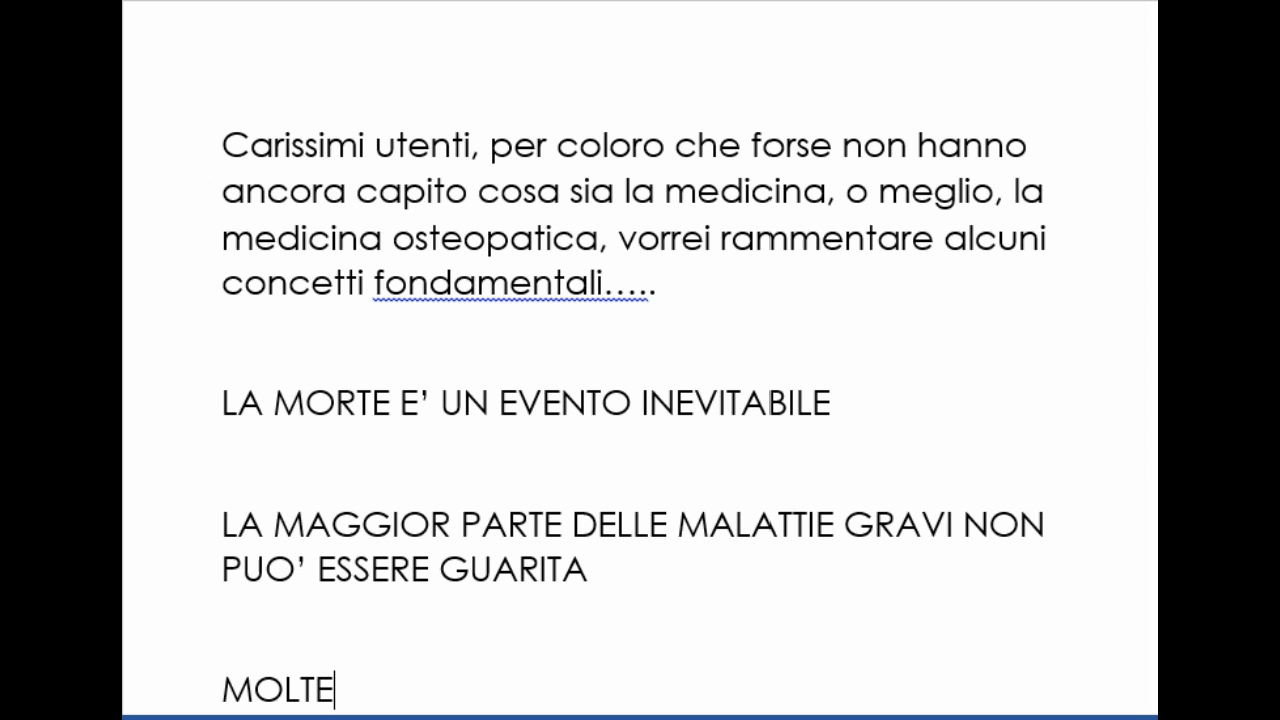 Carissimi utenti, per coloro che forse non hanno
ancora capito cosa sia la medicina, o meglio, la
medicina osteopatica, vorrei rammentare alcuni
concetti fondamentali…..
LA MORTE E’ UN EVENTO INEVITABILE
LA MAGGIOR PARTE DELLE MALATTIE GRAVI NON
PUO’ ESSERE GUARITA
MOLTE